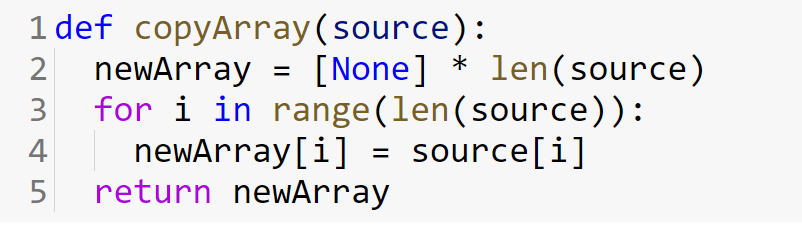 1 def copyArray(source):
2   newArray = [None] * len(source)
3   for i in range(len(source)):
4     newArray[i] = source[i]
5   return newArray